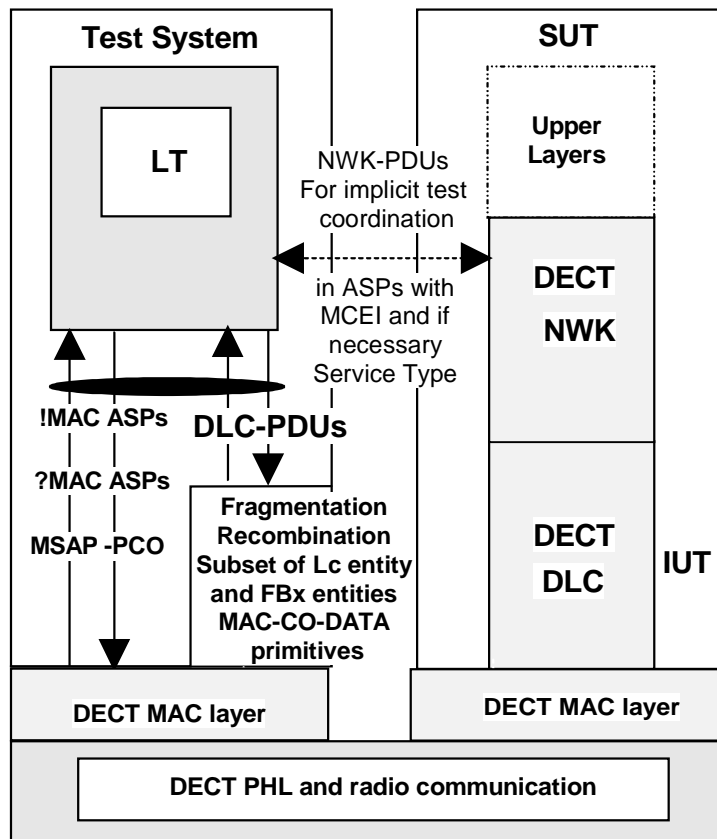 Test System
SUT
LT
Upper
Layers
NWK-PDUs
For implicit test
coordination
in ASPs with
MCEI and if
necessary
Service Type
DECT
NWK
!MAC ASPs
DLC-PDUs
?MAC ASPs
MSAP -PCO
Fragmentation
Recombination
Subset of Lc entity
and FBx entities
MAC-CO-DATA
primitives
DECT
DLC
IUT
DECT MAC layer
DECT MAC layer
DECT PHL and radio communication